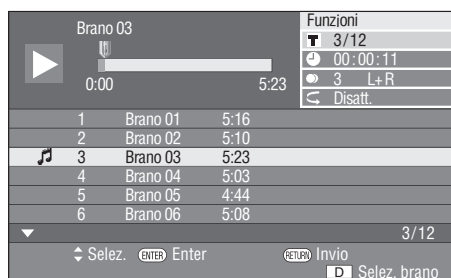 Brano 03
0:00 5:23
Funzioni
T 3/12
00:00:11
3 L+R
Disatt.
1 Brano 01 5:16
2 Brano 02 5:10
3 Brano 03 5:23
4 Brano 04 5:03
5 Brano 05 4:44
6 Brano 06 5:08
3/12
Selez. ENTER Enter RETURN Invio
D Selez. brano